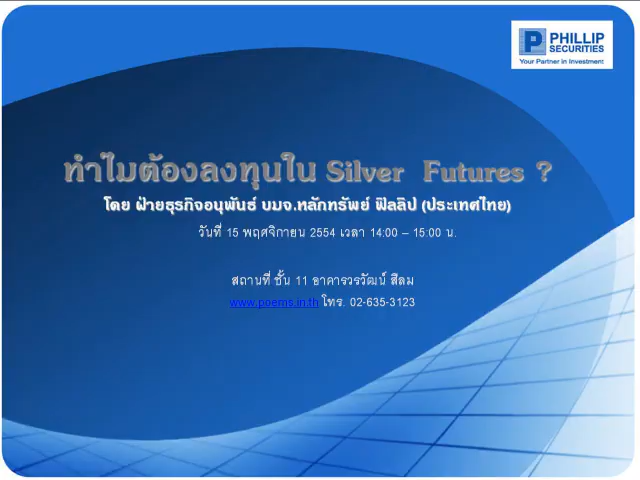 PHILLIP
SECURITIES
Your Partner in Investment
ทำไมต้องลงทุนใน Silver Futures ?
โดย ฝ่ายธุรกิจอนุพันธ์ บมจ.หลักทรัพย์ ฟิลลิป (ประเทศไทย)
วันที่ 15 พฤศจิกายน 2554 เวลา 14:00 – 15:00 น.
สถานที่ ชั้น 11 อาคารวรวัฒน์ สีลม
www.poems.in.th โทร. 02-635-3123